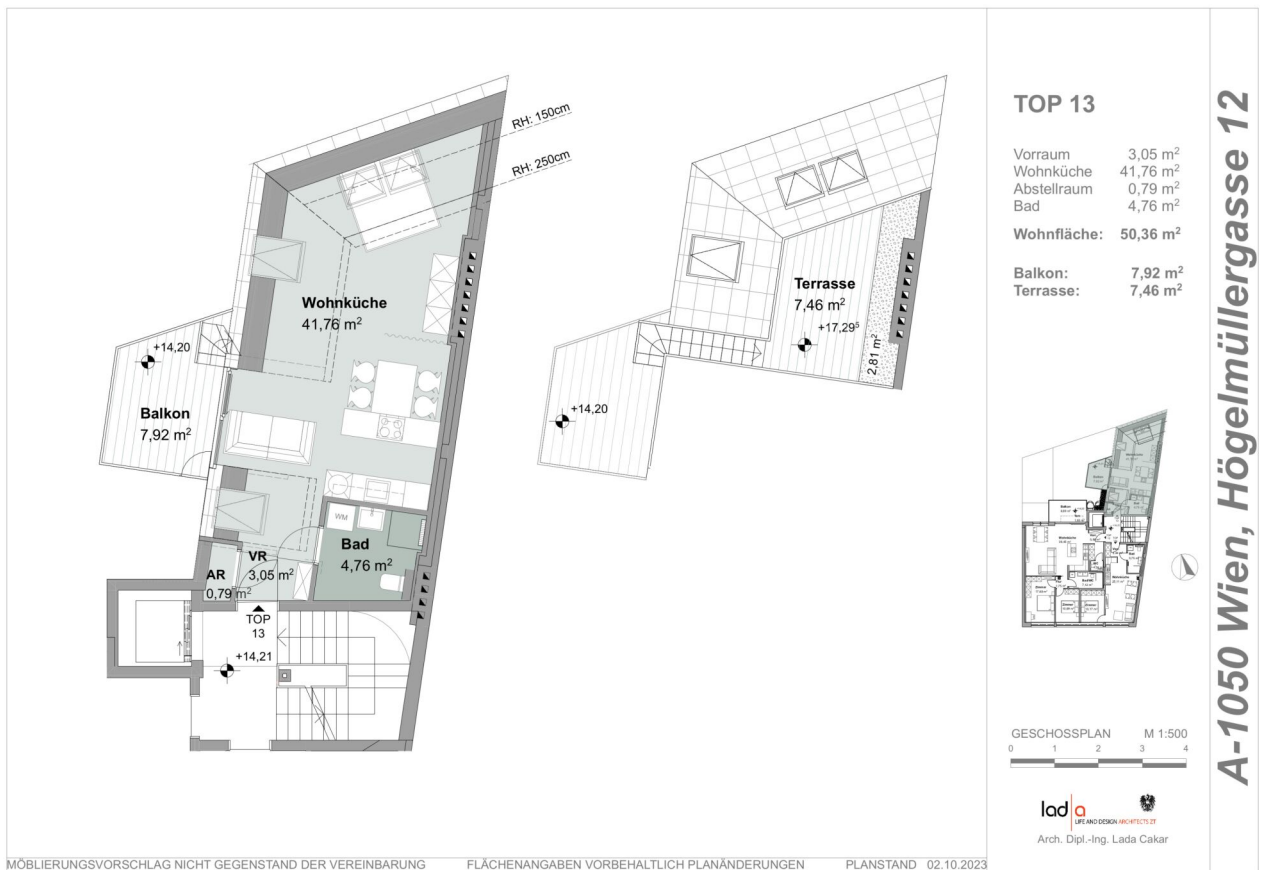 RH: 150cm
RH: 250cm
Wohnküche
41,76 m²
+14,20
Balkon
7,92 m²
WM
Bad
4,76 m²
VR
3,05 m²
AR
0,79 m²
TOP
13
+14,21
Terrasse
7,46 m²
+17,29⁵
2,81 m²
+14,20
TOP 13
Vorraum 3,05 m²
Wohnküche 41,76 m²
Abstellraum 0,79 m²
Bad 4,76 m²
Wohnfläche: 50,36 m²
Balkon: 7,92 m²
Terrasse: 7,46 m²
GESCHOSSPLAN M 1:500
0 1 2 3 4
lad a
LIFE AND DESIGN ARCHITECTS ZT
Arch. Dipl.-Ing. Lada Cakar
A-1050 Wien, Högelmüllergasse 12
MÖBLIERUNGSVORSCHLAG NICHT GEGENSTAND DER VEREINBARUNG FLÄCHENANGABEN VORBEHALTLICH PLANÄNDERUNGEN PLANSTAND 02.10.2023